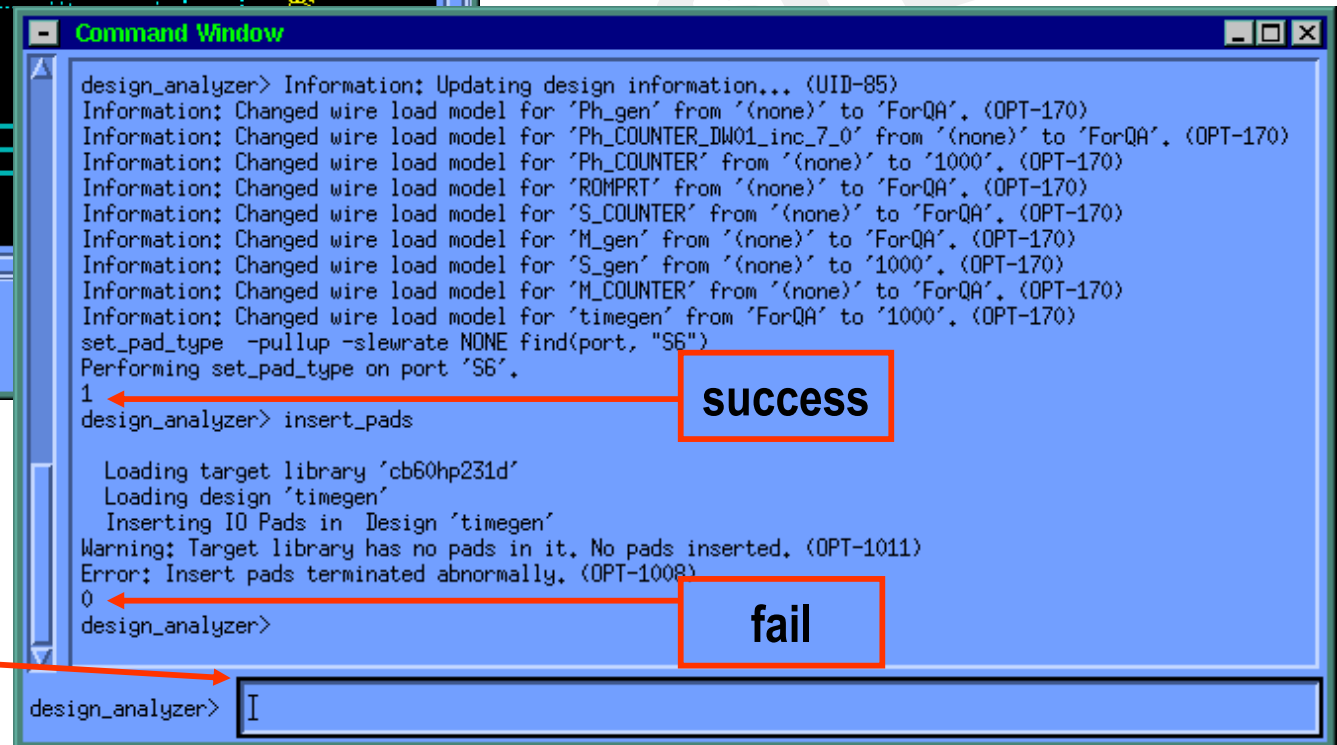 Command Window
design_analyzer> Information: Updating design information... (UID-85)
Information: Changed wire load model for 'Ph_gen' from '(none)' to 'ForQA'. (OPT-170)
Information: Changed wire load model for 'Ph_COUNTER_DW01_inc_7_0' from '(none)' to 'ForQA'. (OPT-170)
Information: Changed wire load model for 'Ph_COUNTER' from '(none)' to '1000'. (OPT-170)
Information: Changed wire load model for 'ROMPRT' from '(none)' to 'ForQA'. (OPT-170)
Information: Changed wire load model for 'S_COUNTER' from '(none)' to 'ForQA'. (OPT-170)
Information: Changed wire load model for 'M_gen' from '(none)' to 'ForQA'. (OPT-170)
Information: Changed wire load model for 'S_gen' from '(none)' to '1000'. (OPT-170)
Information: Changed wire load model for 'M_COUNTER' from '(none)' to 'ForQA'. (OPT-170)
Information: Changed wire load model for 'timegen' from 'ForQA' to '1000'. (OPT-170)
set_pad_type -pullup -slewrate NONE find(port, "S6")
Performing set_pad_type on port 'S6'.
1
success
design_analyzer> insert_pads
Loading target library 'cb60hp231d'
Loading design 'timegen'
Inserting IO Pads in Design 'timegen'
Warning: Target library has no pads in it. No pads inserted. (OPT-1011)
Error: Insert pads terminated abnormally. (OPT-1008)
0
fail
design_analyzer>
design_analyzer>